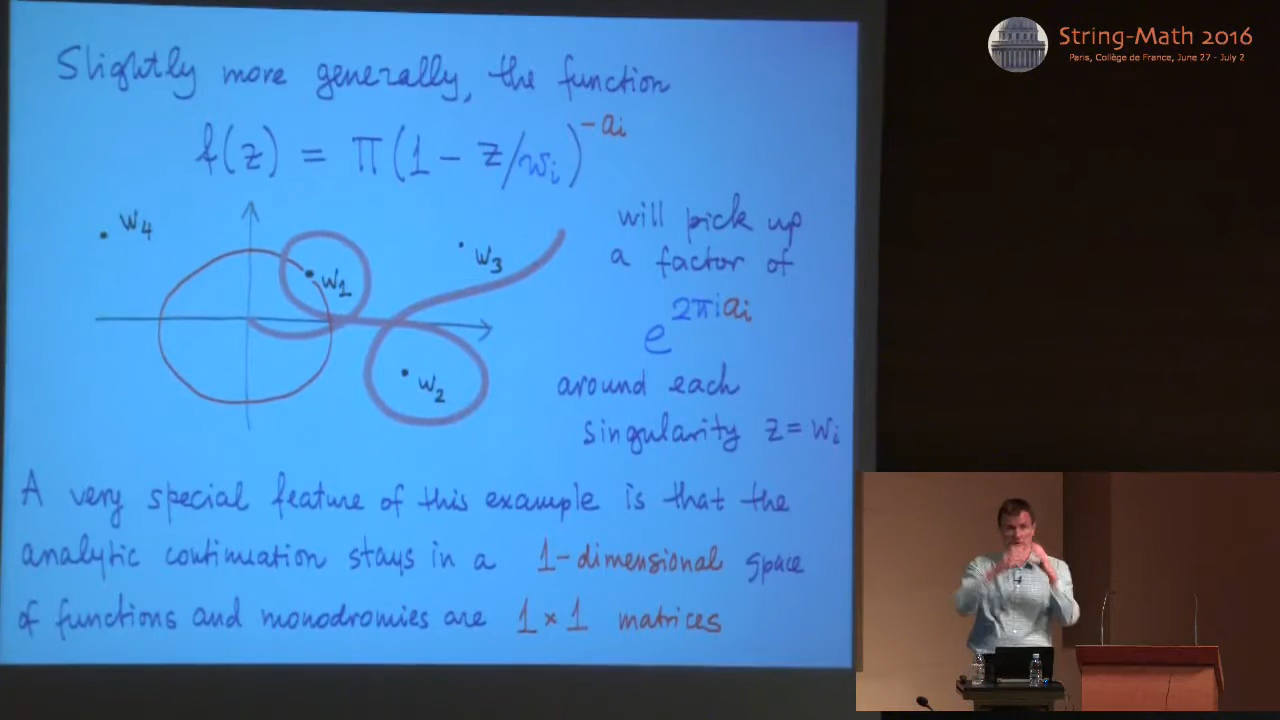 String-Math 2016
Paris, Collège de France, June 27 - July 2
Slightly more generally, the function
f(z) = Π(1 - z/wᵢ)^{-aᵢ}
w₄
w₁
w₃
w₂
will pick up
a factor of
e^{2πiaᵢ}
around each
singularity z = wᵢ
A very special feature of this example is that the
analytic continuation stays in a 1-dimensional space
of functions and monodromies are 1 × 1 matrices